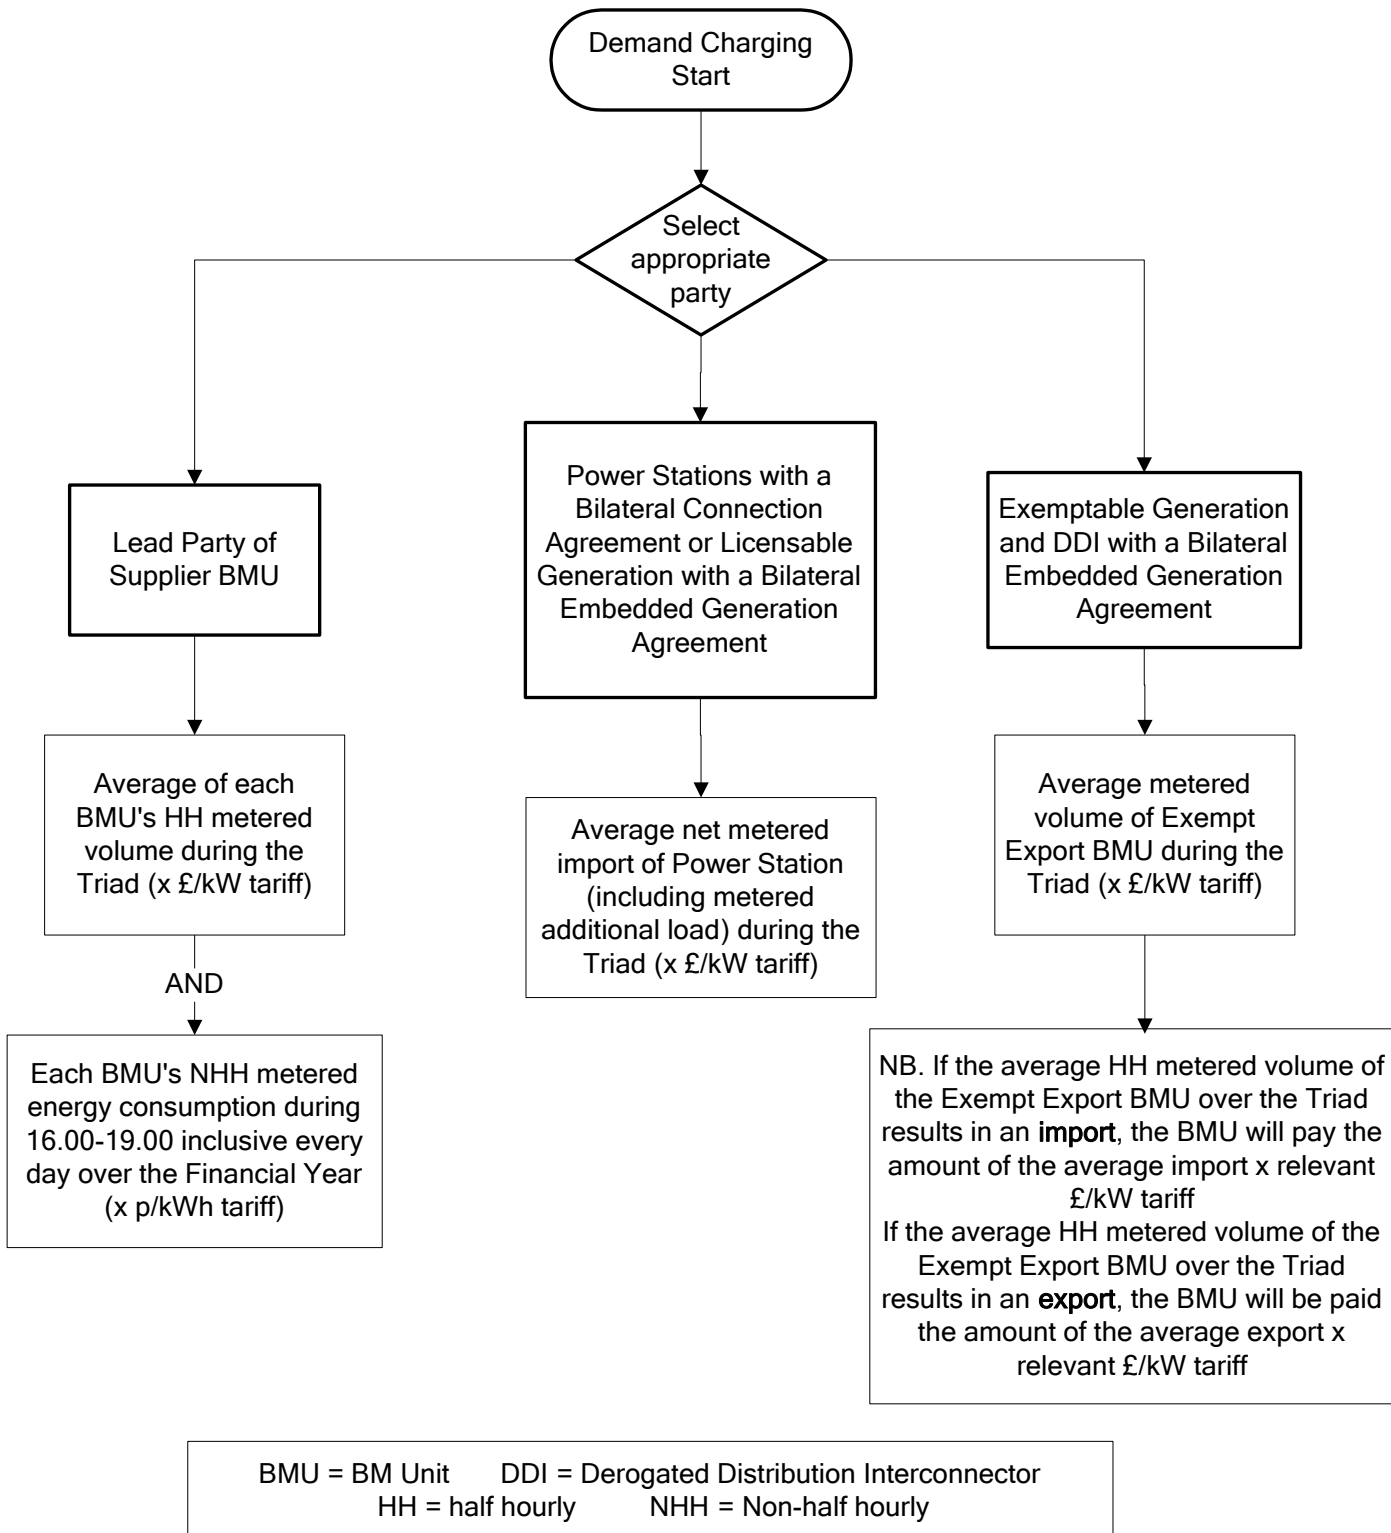 Demand Charging
Start
Select
appropriate
party
Lead Party of
Supplier BMU
Power Stations with a
Bilateral Connection
Agreement or Licensable
Generation with a Bilateral
Embedded Generation
Agreement
Exemptable Generation
and DDI with a Bilateral
Embedded Generation
Agreement
Average of each
BMU's HH metered
volume during the
Triad (x £/kW tariff)
AND
Each BMU's NHH metered
energy consumption during
16.00-19.00 inclusive every
day over the Financial Year
(x p/kWh tariff)
Average net metered
import of Power Station
(including metered
additional load) during the
Triad (x £/kW tariff)
Average metered
volume of Exempt
Export BMU during the
Triad (x £/kW tariff)
NB. If the average HH metered volume of
the Exempt Export BMU over the Triad
results in an import, the BMU will pay the
amount of the average import x relevant
£/kW tariff
If the average HH metered volume of the
Exempt Export BMU over the Triad
results in an export, the BMU will be paid
the amount of the average export x
relevant £/kW tariff
BMU = BM Unit DDI = Derogated Distribution Interconnector
HH = half hourly NHH = Non-half hourly